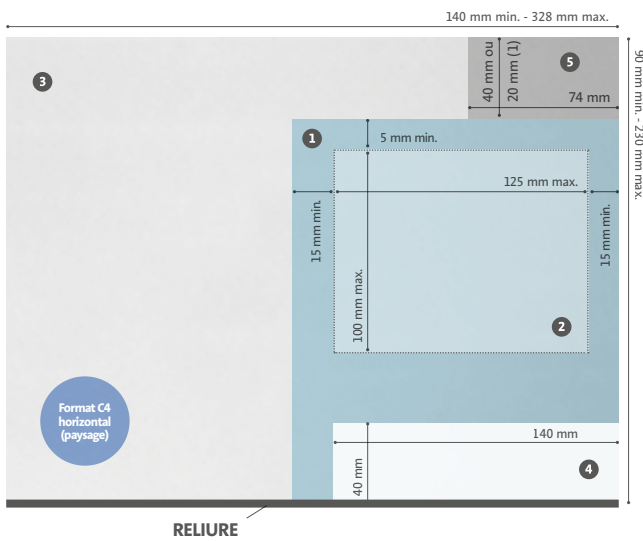 140 mm min. - 328 mm max.
3
40 mm ou
20 mm (1)
5
74 mm
90 mm min. - 230 mm max.
1
5 mm min.
125 mm max.
15 mm min.
15 mm min.
100 mm max.
2
Format C4
horizontal
(paysage)
140 mm
40 mm
4
RELIURE